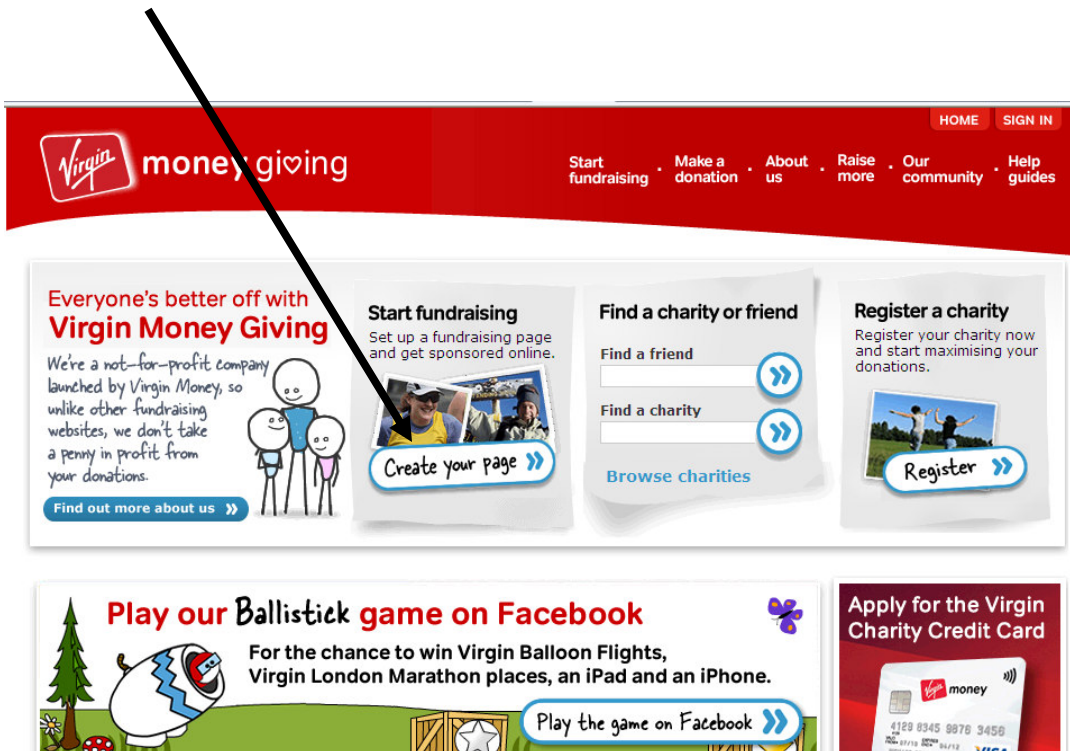 HOME SIGN IN
Virgin money giving
Start fundraising · Make a donation · About us · Raise more · Our community · Help guides
Everyone's better off with
Virgin Money Giving
We're a not-for-profit company
launched by Virgin Money, so
unlike other fundraising
websites, we don't take
a penny in profit from
your donations.
Find out more about us »
Start fundraising
Set up a fundraising page
and get sponsored online.
Create your page »
Find a charity or friend
Find a friend
»
Find a charity
»
Browse charities
Register a charity
Register your charity now
and start maximising your
donations.
Register »
Play our Ballistick game on Facebook
For the chance to win Virgin Balloon Flights,
Virgin London Marathon places, an iPad and an iPhone.
Play the game on Facebook »
Apply for the Virgin
Charity Credit Card
Virgin money
4129 8345 9876 3456
07/10 04/12
VISA